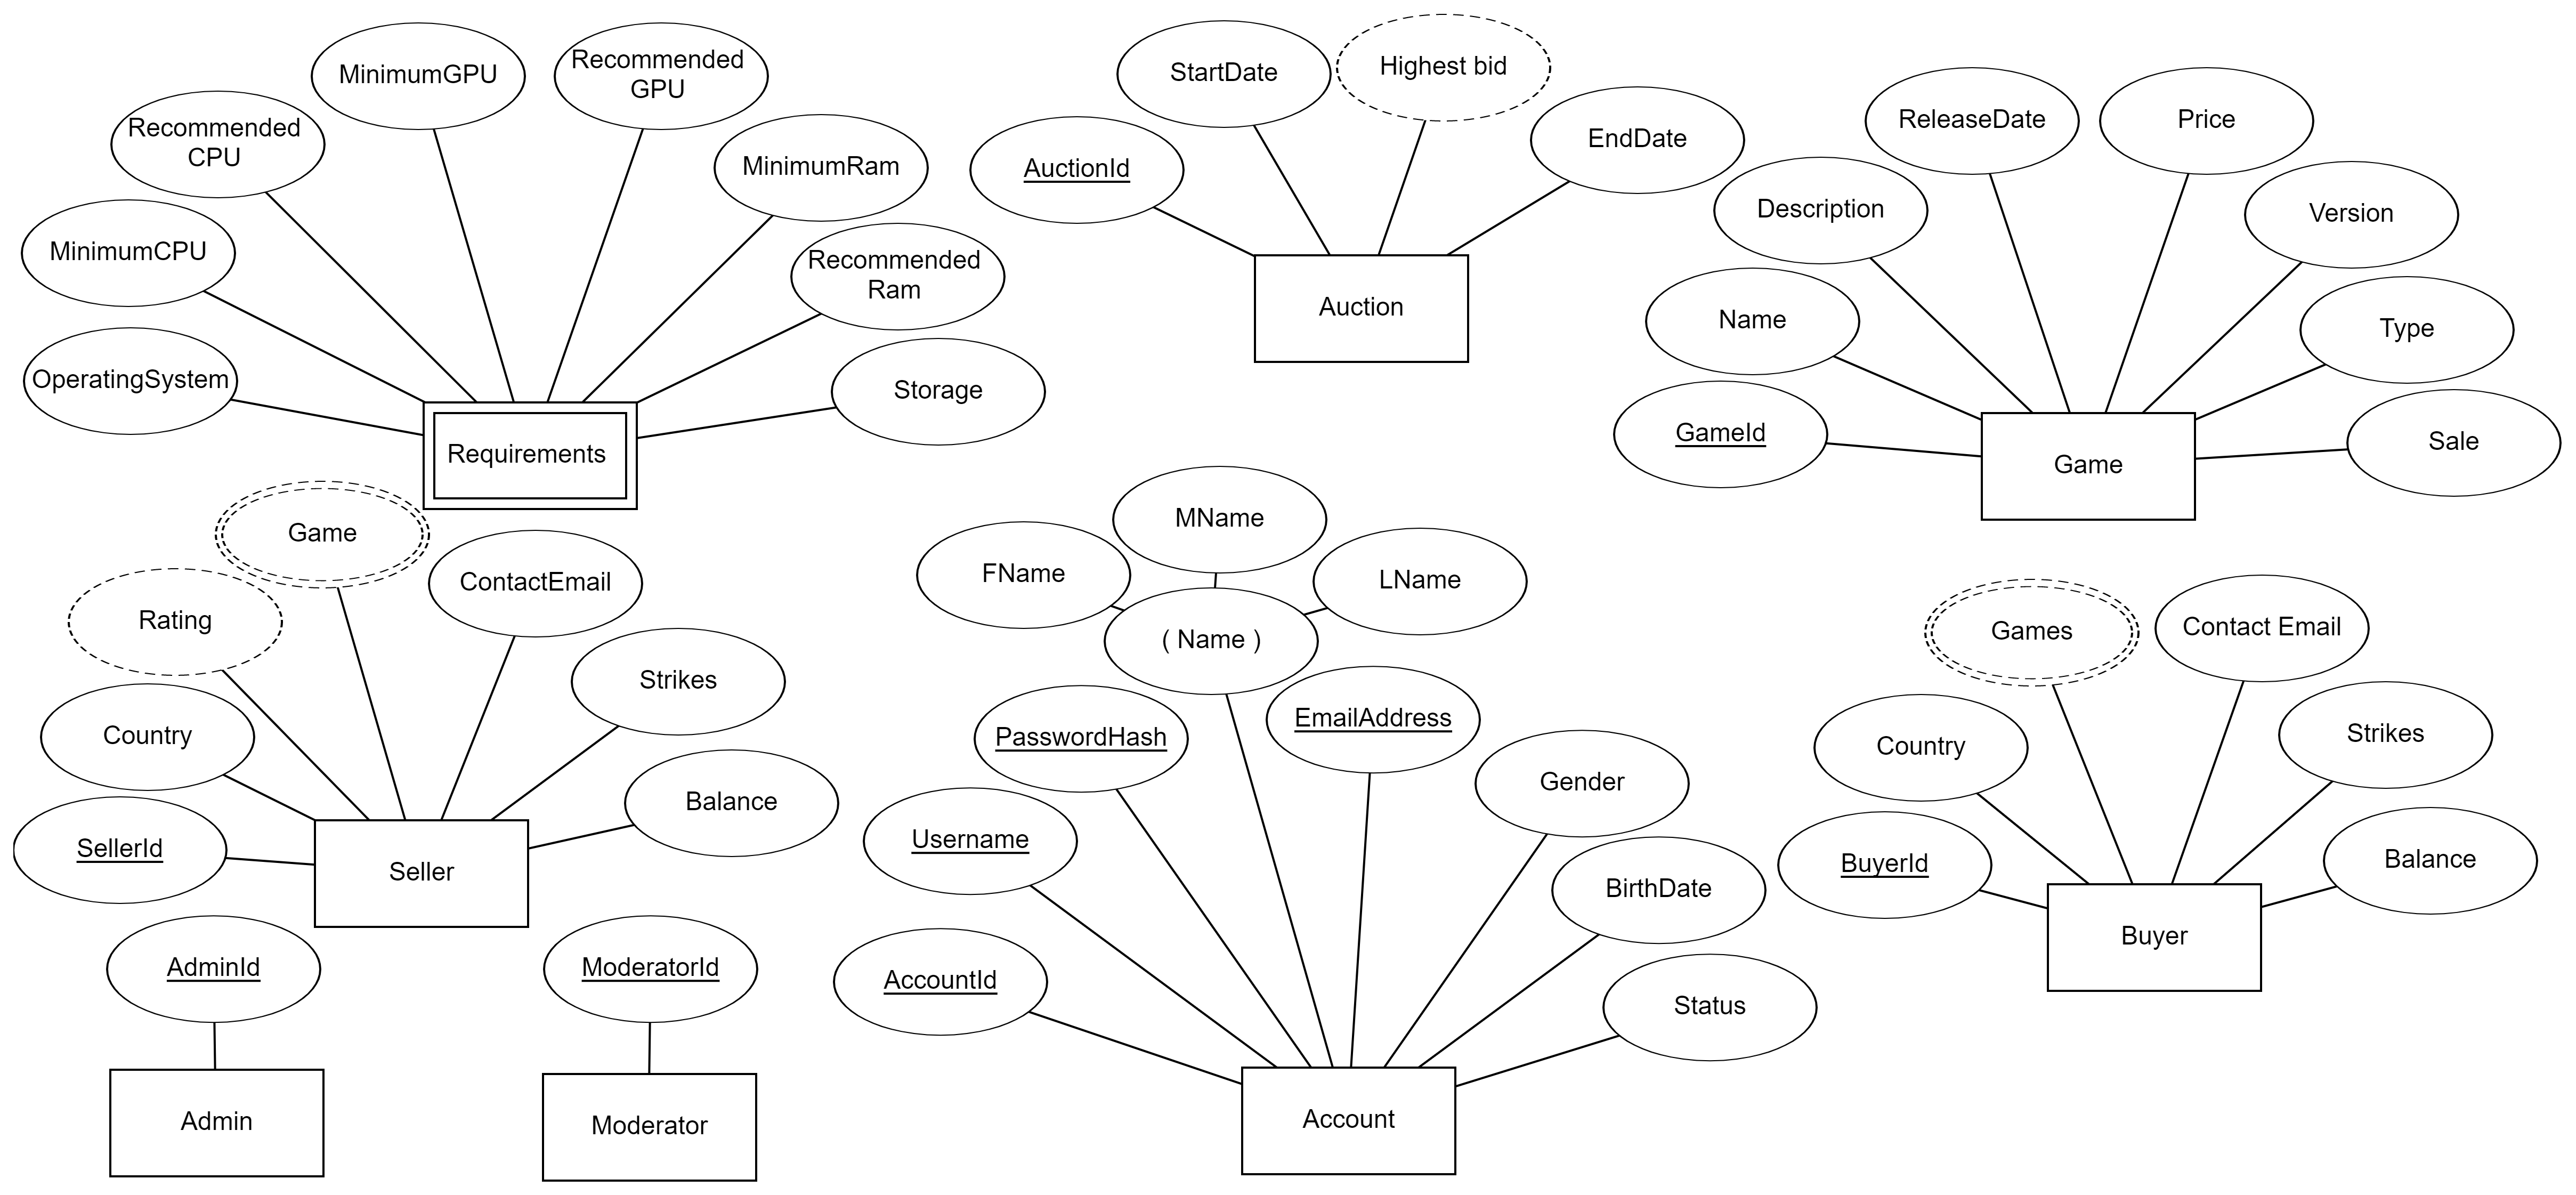 MinimumGPU
Recommended
GPU
Recommended
CPU
MinimumRam
MinimumCPU
Recommended
Ram
OperatingSystem
Storage
Requirements
StartDate
Highest bid
AuctionId
EndDate
Auction
ReleaseDate
Price
Description
Version
Name
Type
GameId
Sale
Game
Game
ContactEmail
Rating
Strikes
Country
Balance
SellerId
Seller
MName
FName
LName
( Name )
EmailAddress
PasswordHash
Gender
Username
BirthDate
AccountId
Status
Account
Games
Contact Email
Country
Strikes
BuyerId
Balance
Buyer
AdminId
Admin
ModeratorId
Moderator